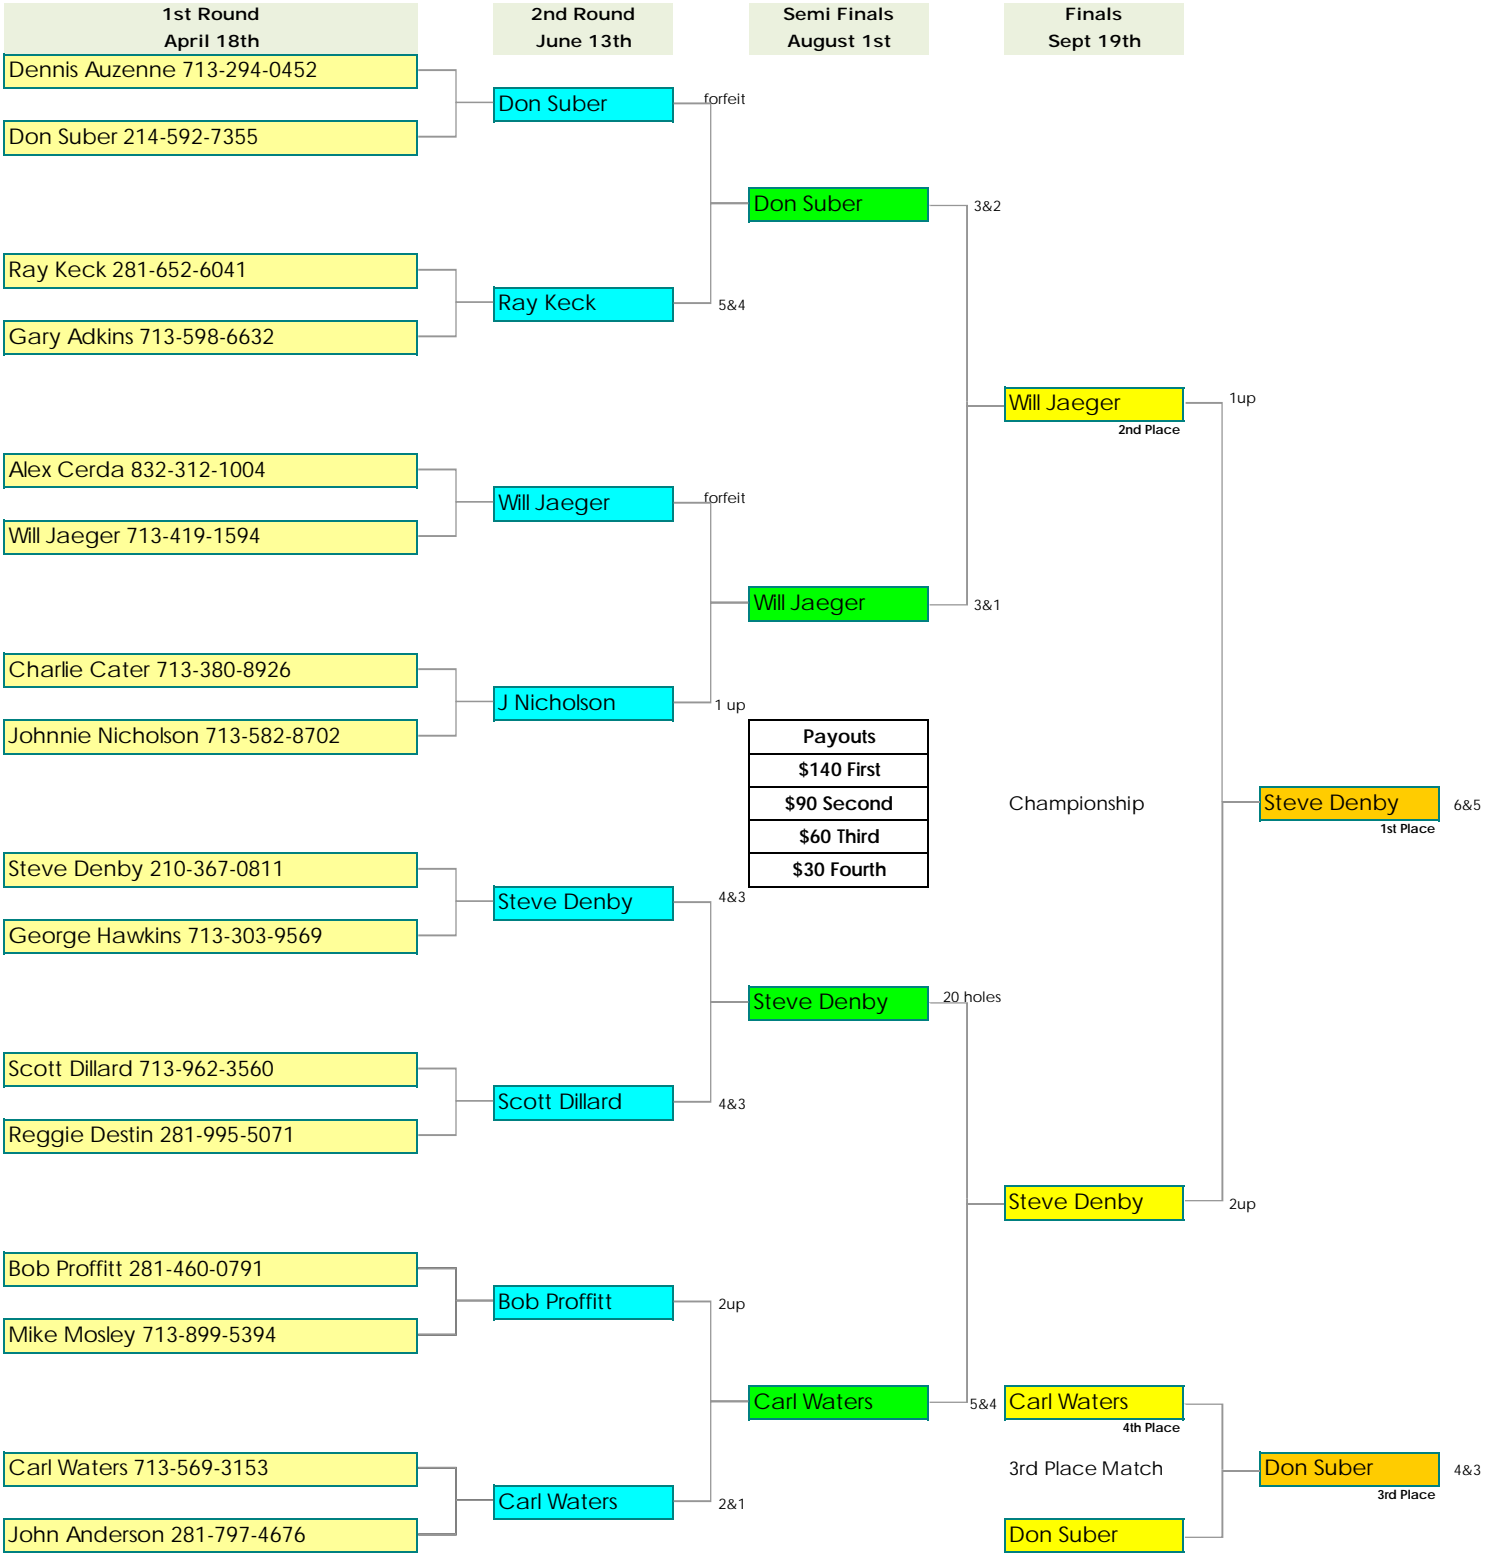 1st Round
April 18th
2nd Round
June 13th
Semi Finals
August 1st
Finals
Sept 19th
Dennis Auzenne 713-294-0452
Don Suber
forfeit
Don Suber 214-592-7355
Don Suber
3&2
Ray Keck 281-652-6041
Ray Keck
5&4
Gary Adkins 713-598-6632
Will Jaeger
1up
2nd Place
Alex Cerda 832-312-1004
Will Jaeger
forfeit
Will Jaeger 713-419-1594
Will Jaeger
3&1
Charlie Cater 713-380-8926
J Nicholson
1 up
Johnnie Nicholson 713-582-8702
Payouts
$140 First
$90 Second
$60 Third
$30 Fourth
Championship
Steve Denby
6&5
1st Place
Steve Denby 210-367-0811
Steve Denby
4&3
George Hawkins 713-303-9569
Steve Denby
20 holes
Scott Dillard 713-962-3560
Scott Dillard
4&3
Reggie Destin 281-995-5071
Steve Denby
2up
Bob Proffitt 281-460-0791
Bob Proffitt
2up
Mike Mosley 713-899-5394
Carl Waters
5&4
Carl Waters
4th Place
Carl Waters 713-569-3153
3rd Place Match
Don Suber
4&3
3rd Place
Carl Waters
2&1
John Anderson 281-797-4676
Don Suber